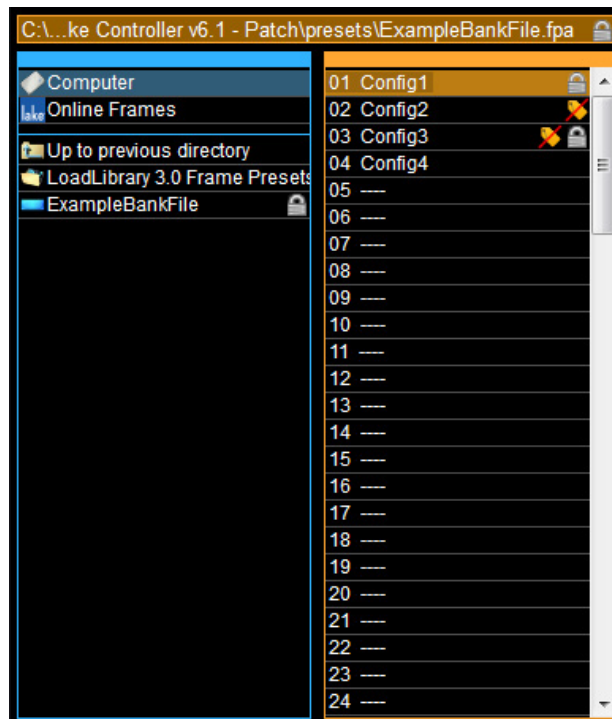 C:\...ke Controller v6.1 - Patch\presets\ExampleBankFile.fpa
Computer
lake Online Frames
Up to previous directory
LoadLibrary 3.0 Frame Presets
ExampleBankFile
01 Config1
02 Config2
03 Config3
04 Config4
05 ----
06 ----
07 ----
08 ----
09 ----
10 ----
11 ----
12 ----
13 ----
14 ----
15 ----
16 ----
17 ----
18 ----
19 ----
20 ----
21 ----
22 ----
23 ----
24 ----